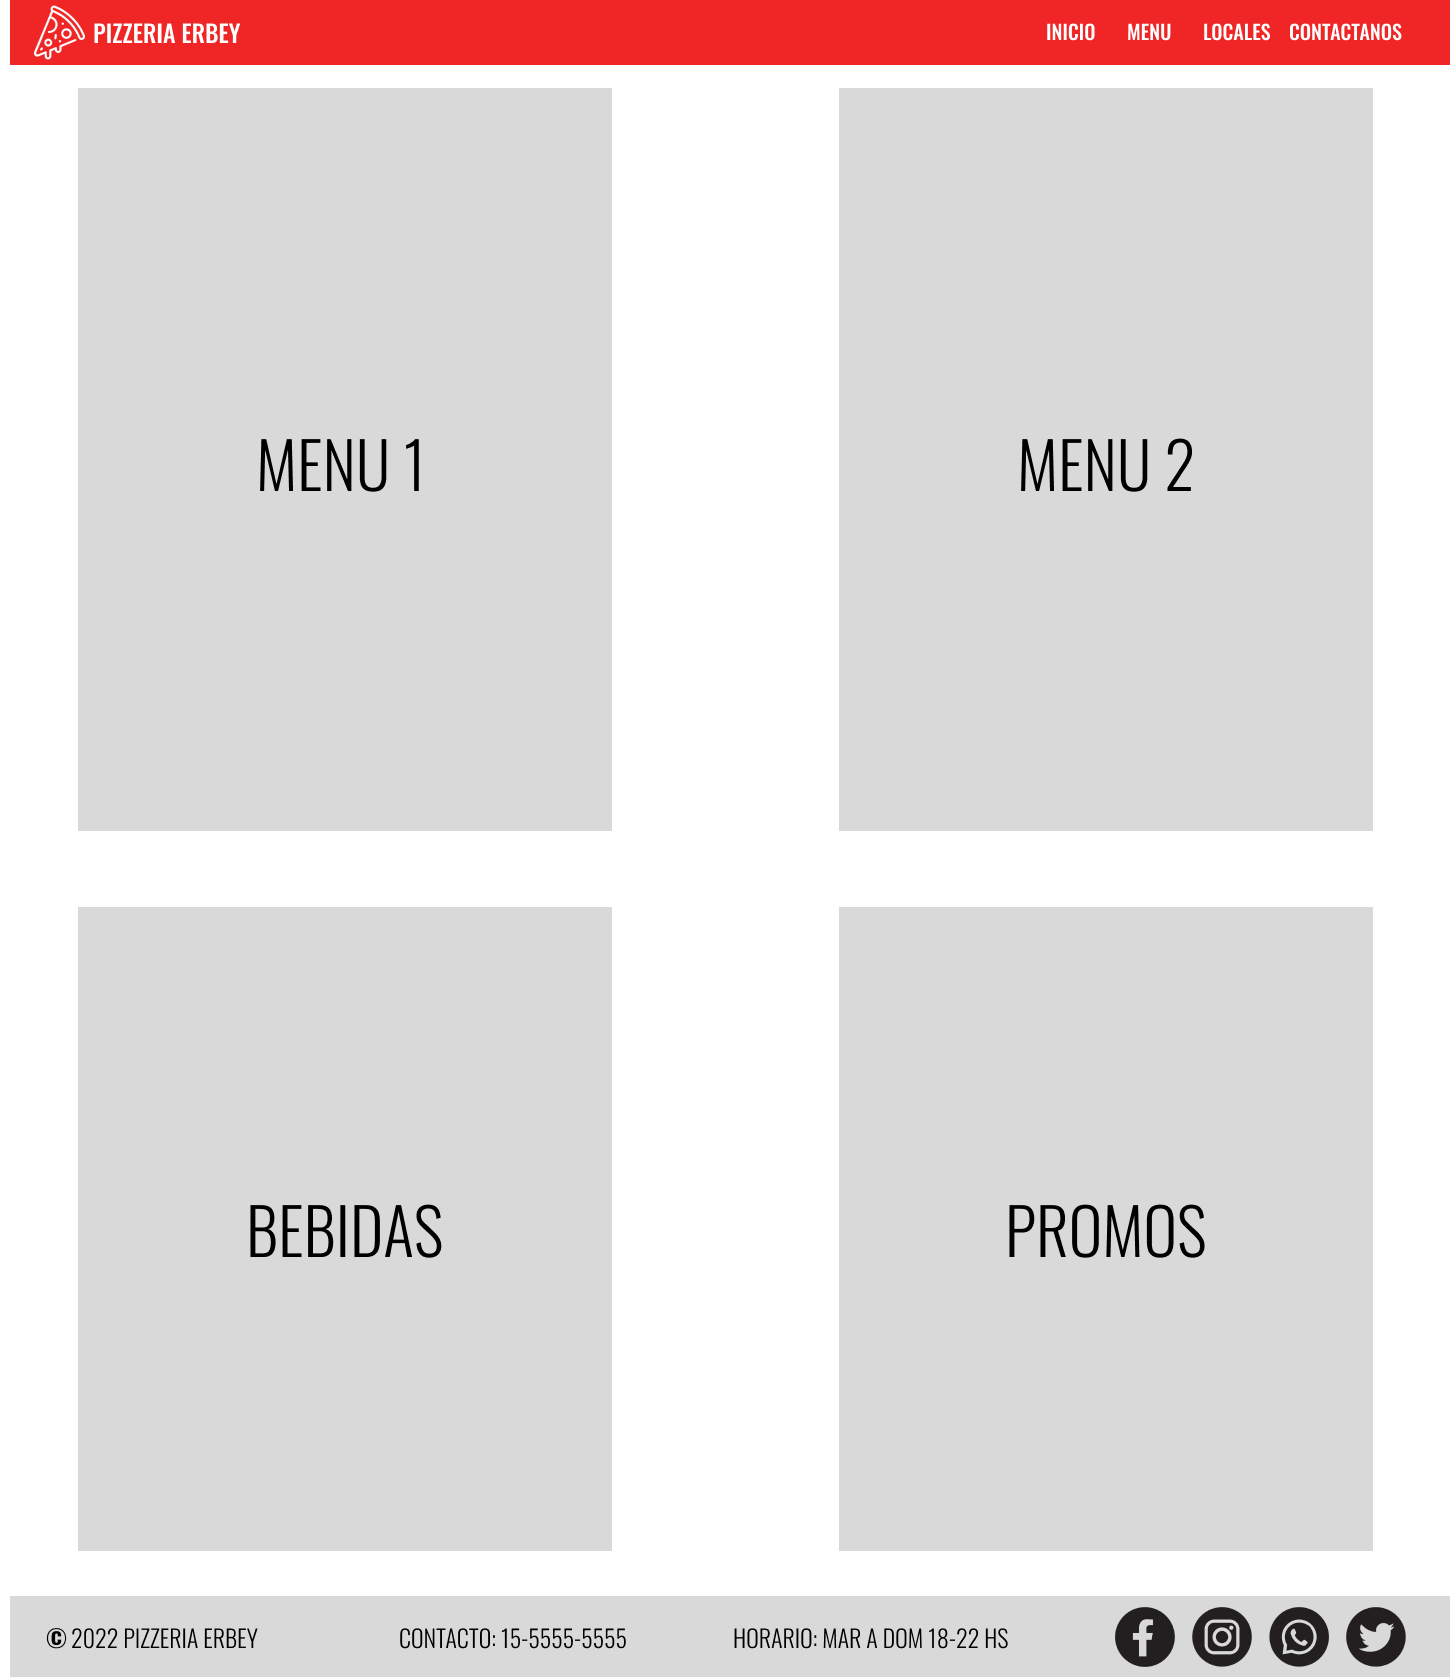 PIZZERIA ERBEY
INICIO MENU LOCALES CONTACTANOS
MENU 1
MENU 2
BEBIDAS
PROMOS
© 2022 PIZZERIA ERBEY
CONTACTO: 15-5555-5555
HORARIO: MAR A DOM 18-22 HS